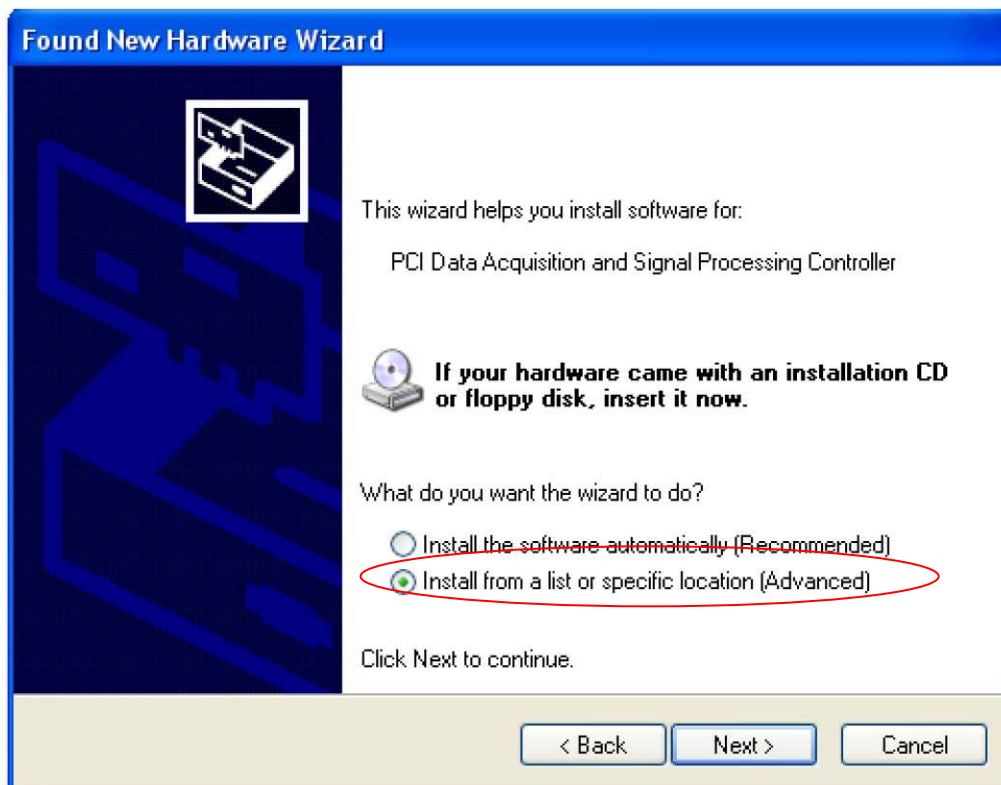 Found New Hardware Wizard
This wizard helps you install software for:
PCI Data Acquisition and Signal Processing Controller
If your hardware came with an installation CD
or floppy disk, insert it now.
What do you want the wizard to do?
Install the software automatically (Recommended)
Install from a list or specific location (Advanced)
Click Next to continue.
< Back Next > Cancel